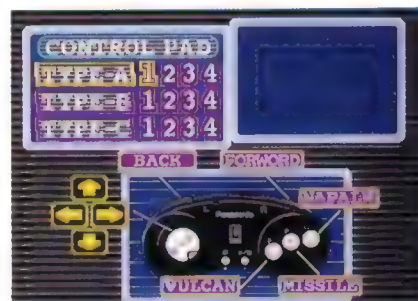 CONTROL PAD
TYPE-A 1 2 3 4
TYPE-B 1 2 3 4
TYPE-C 1 2 3 4
BACK FORWORD
L R
Panasonic
NAPALM
VULCAN MISSILE